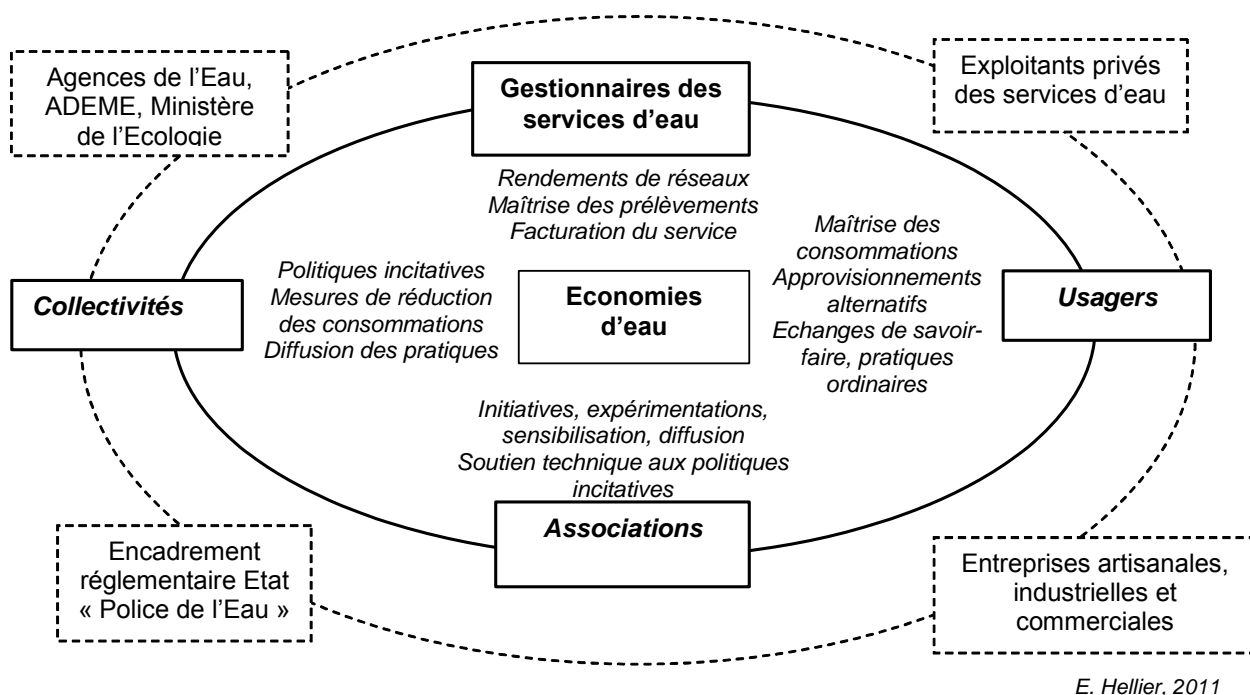 Agences de l’Eau,
ADEME, Ministère
de l’Ecologie
Gestionnaires des
services d’eau
Exploitants privés
des services d’eau
Rendements de réseaux
Maîtrise des prélèvements
Facturation du service
Collectivités
Politiques incitatives
Mesures de réduction
des consommations
Diffusion des pratiques
Economies
d’eau
Maîtrise des
consommations
Approvisionnements
alternatifs
Echanges de savoir-
faire, pratiques
ordinaires
Usagers
Initiatives, expérimentations,
sensibilisation, diffusion
Soutien technique aux politiques
incitatives
Associations
Encadrement
réglementaire Etat
« Police de l’Eau »
Entreprises artisanales,
industrielles et
commerciales
E. Hellier, 2011